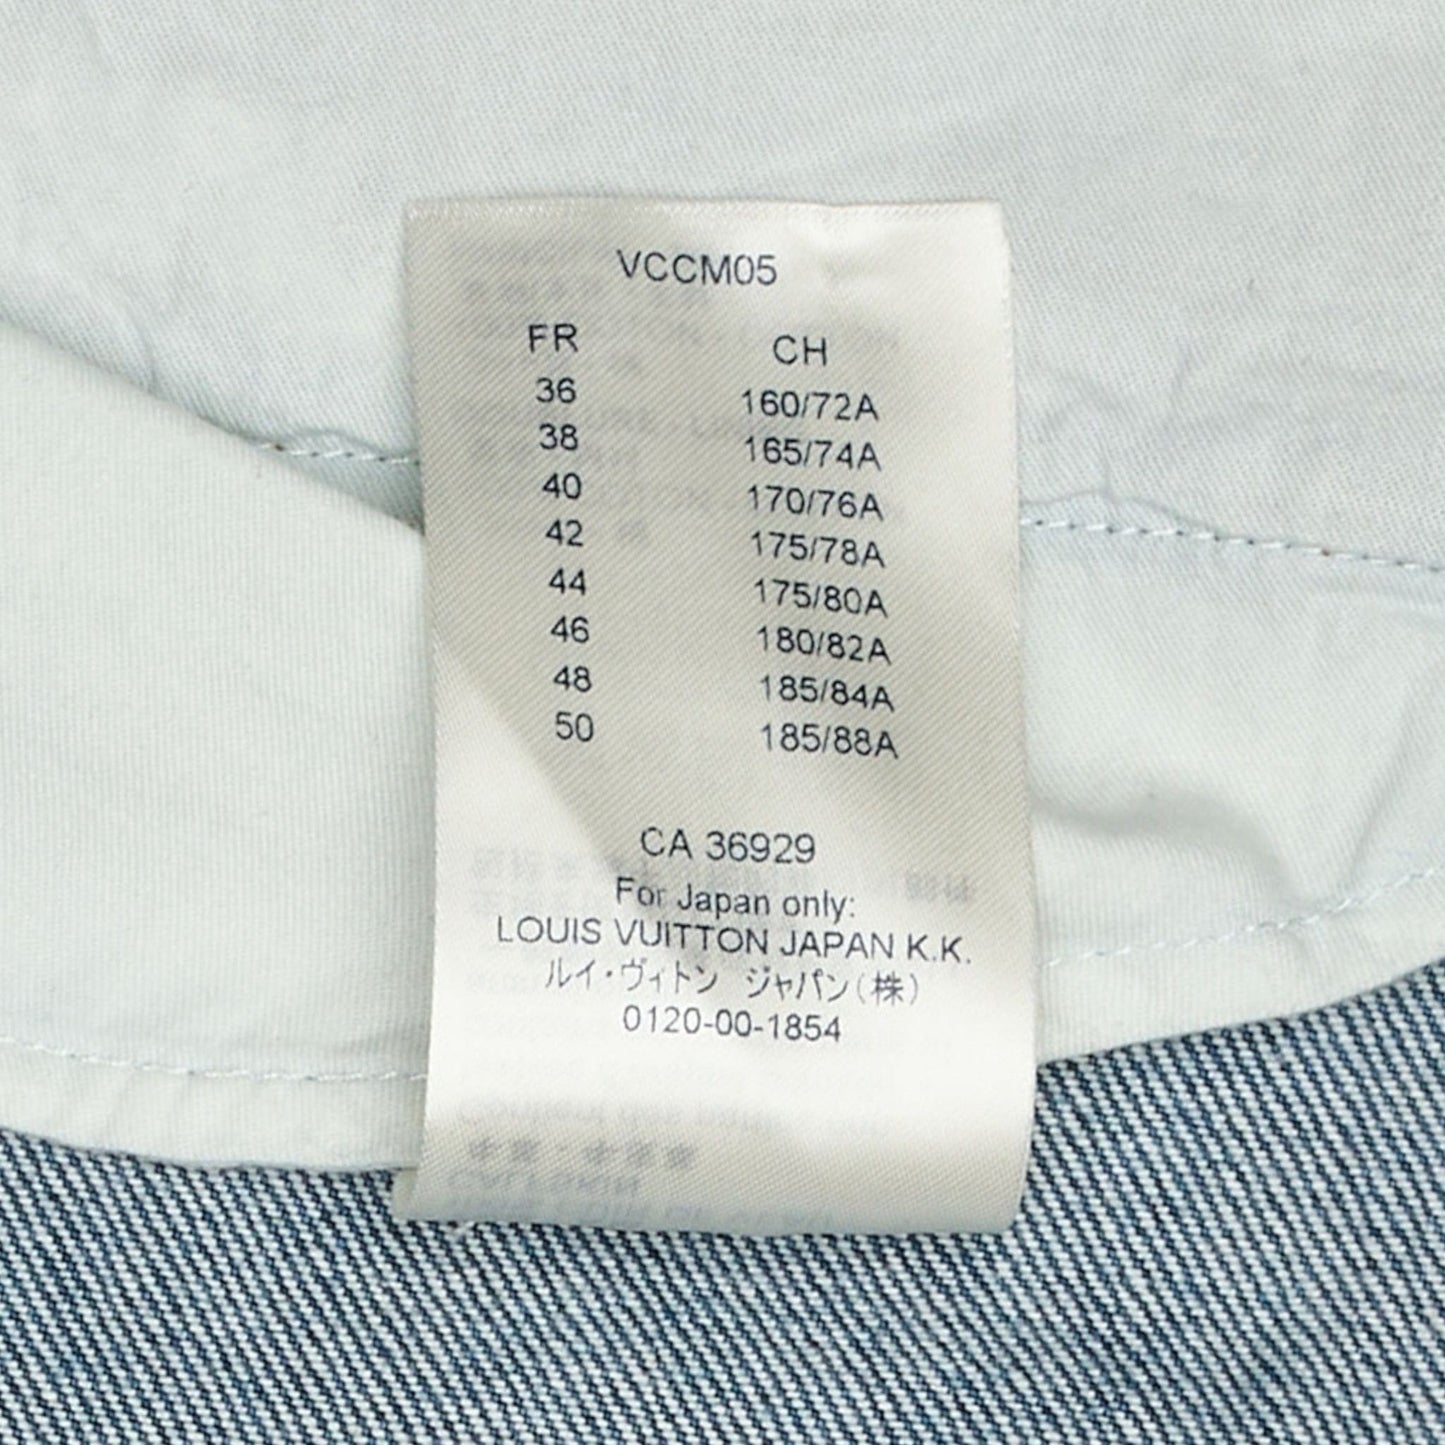 VCCM05
FR CH
36 160/72A
38 165/74A
40 170/76A
42 175/78A
44 175/80A
46 180/82A
48 185/84A
50 185/88A
CA 36929
For Japan only:
LOUIS VUITTON JAPAN K.K.
ルイ・ヴィトン ジャパン(株)
0120-00-1854